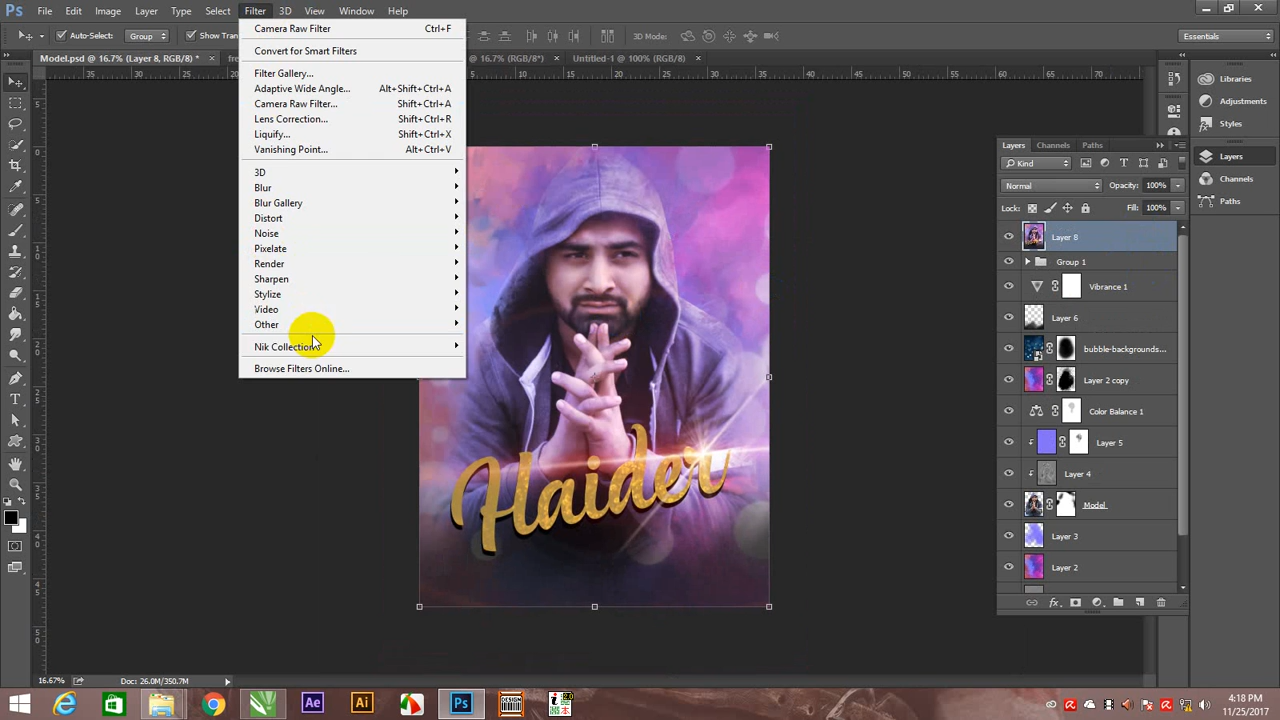 Ps File Edit Image Layer Type Select Filter 3D View Window Help
Auto-Select: Group Show Tran 3D Mode: Essentials
Model.psd @ 16.7% (Layer 8, RGB/8) * × @ 16.7% (RGB/8*) × Untitled-1 @ 100% (RGB/8) ×
Camera Raw Filter Ctrl+F
Convert for Smart Filters
Filter Gallery...
Adaptive Wide Angle... Alt+Shift+Ctrl+A
Camera Raw Filter... Shift+Ctrl+A
Lens Correction... Shift+Ctrl+R
Liquify... Shift+Ctrl+X
Vanishing Point... Alt+Ctrl+V
3D
Blur
Blur Gallery
Distort
Noise
Pixelate
Render
Sharpen
Stylize
Video
Other
Nik Collection
Browse Filters Online...
Haider
Layers Channels Paths
Kind
Normal Opacity: 100%
Lock: Fill: 100%
Layer 8
Group 1
Vibrance 1
Layer 6
bubble-backgrounds...
Layer 2 copy
Color Balance 1
Layer 5
Layer 4
Model
Layer 3
Layer 2
Libraries
Adjustments
Styles
Layers
Channels
Paths
16.67% Doc: 26.0M/350.7M
Ae Ai Ps DESIGN
4:18 PM
11/25/2017